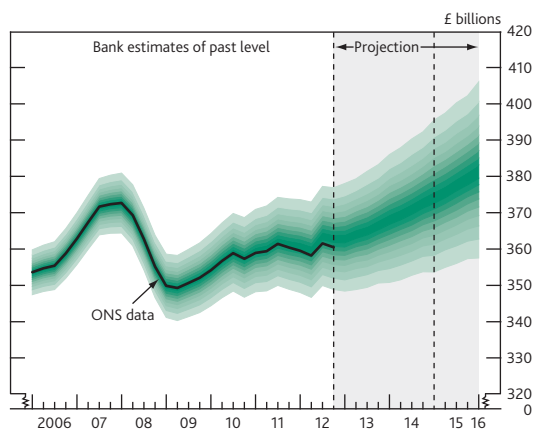 £ billions
420
Bank estimates of past level
Projection
410
400
390
380
370
360
350
ONS data
340
330
320
0
2006 07 08 09 10 11 12 13 14 15 16